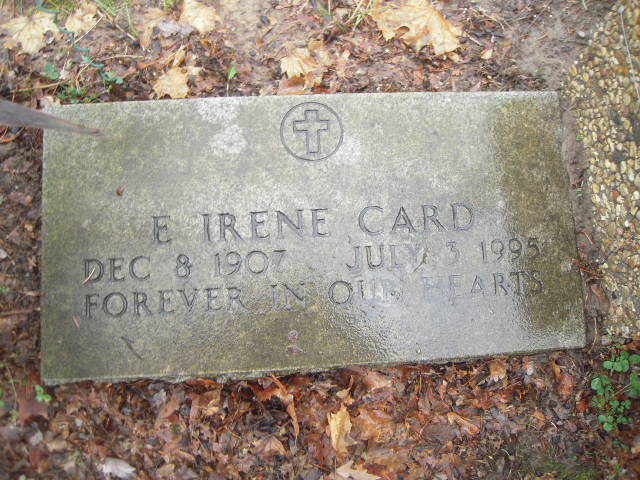 E IRENE CARD
DEC 8 1907 JULY 3 1995
FOREVER IN OUR HEARTS